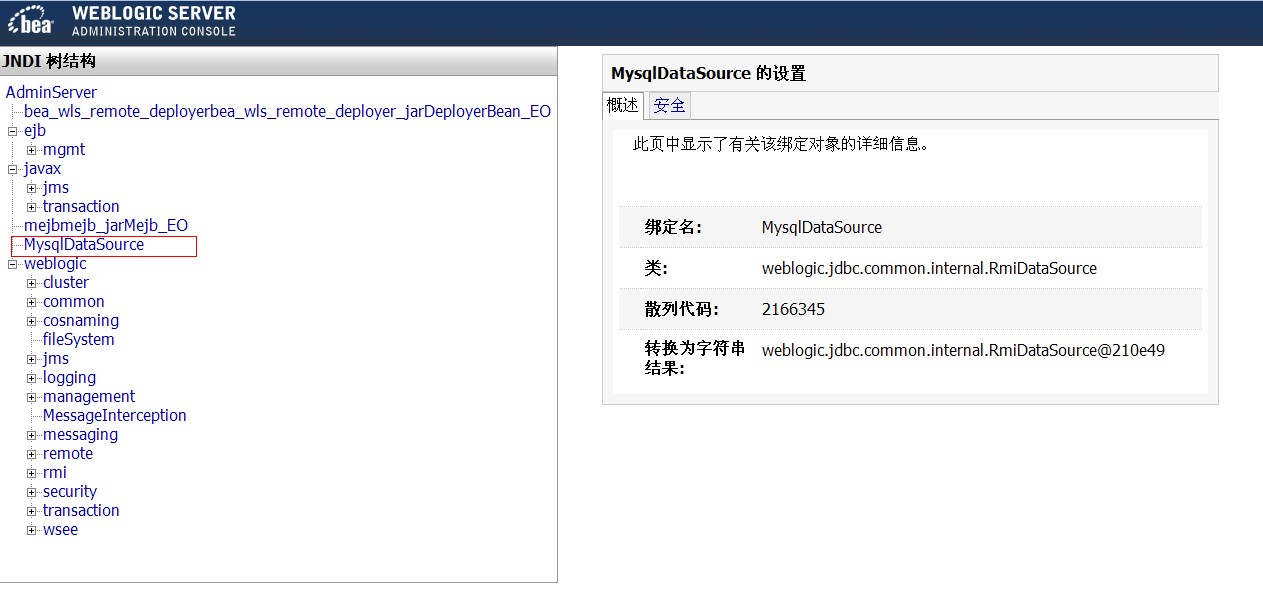 bea
WEBLOGIC SERVER
ADMINISTRATION CONSOLE
JNDI 树结构
AdminServer
bea_wls_remote_deployerbea_wls_remote_deployer_jarDeployerBean_EO
ejb
mgmt
javax
jms
transaction
mejbmejb_jarMejb_EO
MysqlDataSource
weblogic
cluster
common
cosnaming
fileSystem
jms
logging
management
MessageInterception
messaging
remote
rmi
security
transaction
wsee
MysqlDataSource 的设置
概述 安全
此页中显示了有关该绑定对象的详细信息。
绑定名: MysqlDataSource
类: weblogic.jdbc.common.internal.RmiDataSource
散列代码: 2166345
转换为字符串 weblogic.jdbc.common.internal.RmiDataSource@210e49
结果: